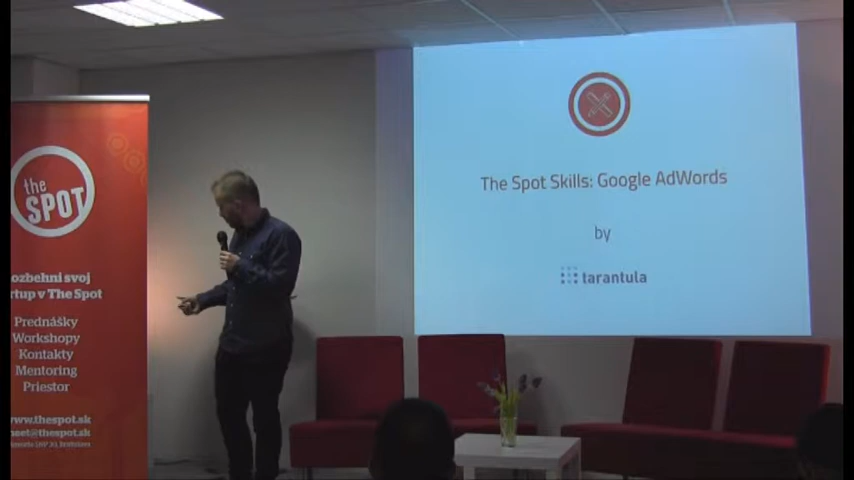 the
SPOT
ozbehni svoj
rtup v The Spot
Prednášky
Workshopy
Kontakty
Mentoring
Priestor
www.thespot.sk
The Spot Skills: Google AdWords
by
tarantula